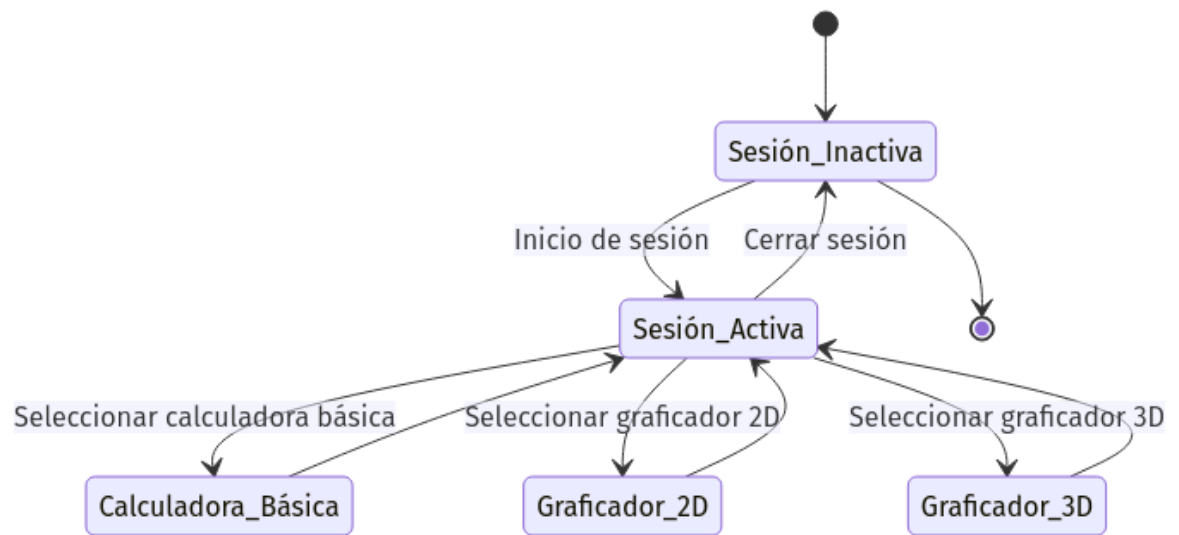 Sesión_Inactiva
Inicio de sesión
Cerrar sesión
Sesión_Activa
Seleccionar calculadora básica
Seleccionar graficador 2D
Seleccionar graficador 3D
Calculadora_Básica
Graficador_2D
Graficador_3D